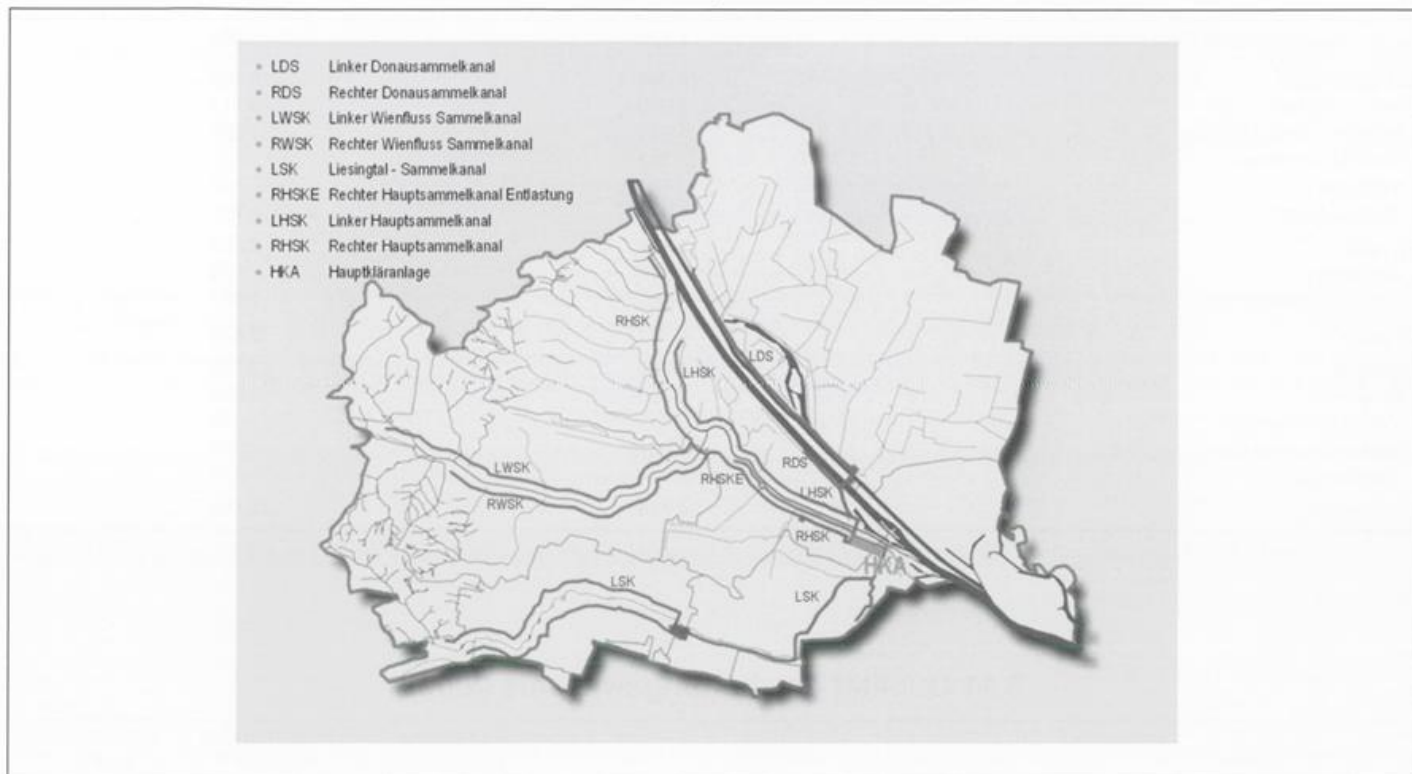 LDS Linker Donausammelkanal
RDS Rechter Donausammelkanal
LWSK Linker Wienfluss Sammelkanal
RWSK Rechter Wienfluss Sammelkanal
LSK Liesingtal - Sammelkanal
RHSKE Rechter Hauptsammelkanal Entlastung
LHSK Linker Hauptsammelkanal
RHSK Rechter Hauptsammelkanal
HKA Hauptkläranlage
RHSK
LDS
LHSK
RDS
LWSK
RHSKE
LHSK
RWSK
RHSK
HKA
LSK
LSK